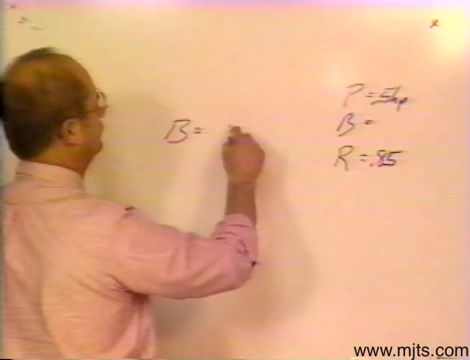 B =
P = 5hp
B =
R = .85
www.mjts.com